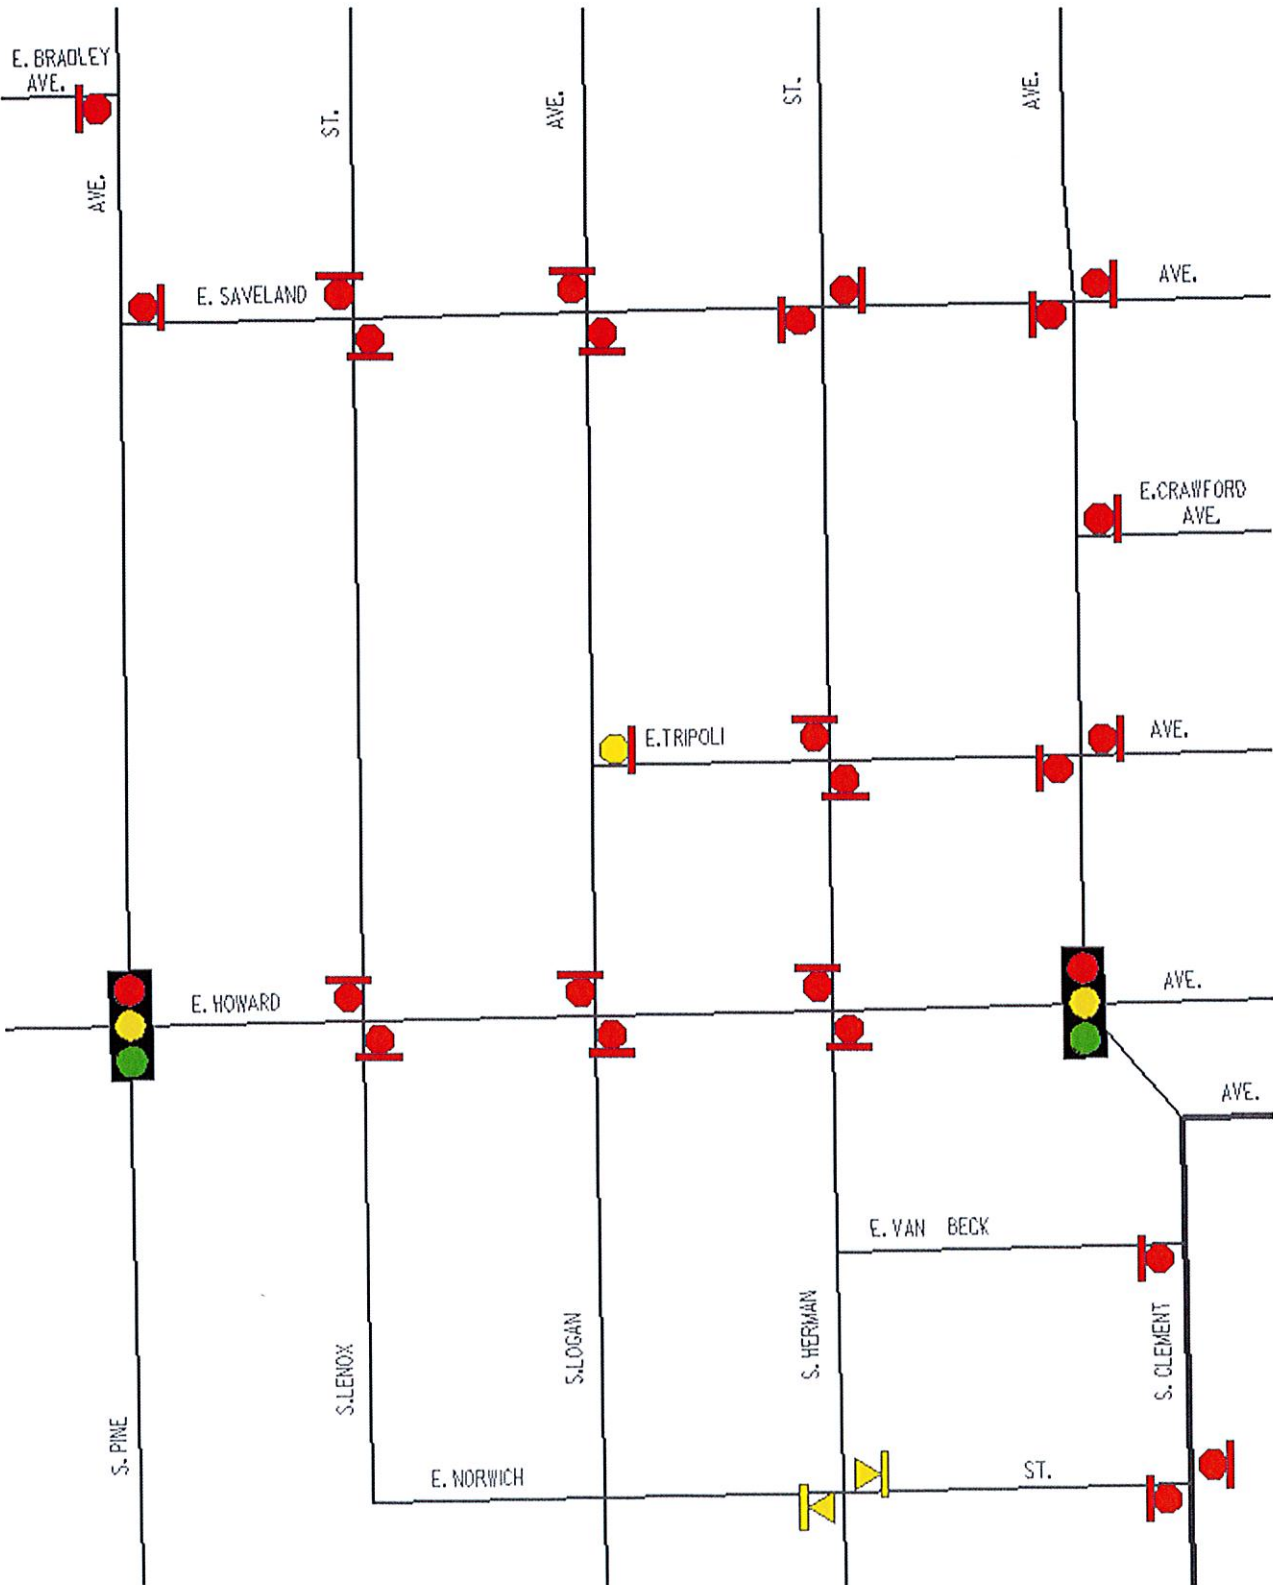 E. BRADLEY
AVE.
AVE.
ST.
AVE.
ST.
AVE.
E. SAVELAND
AVE.
E.CRAWFORD
AVE.
E.TRIPOLI
AVE.
E. HOWARD
AVE.
AVE.
E. VAN BECK
S. PINE
S.LENOX
S.LOGAN
S. HERMAN
S. CLEMENT
E. NORWICH
ST.